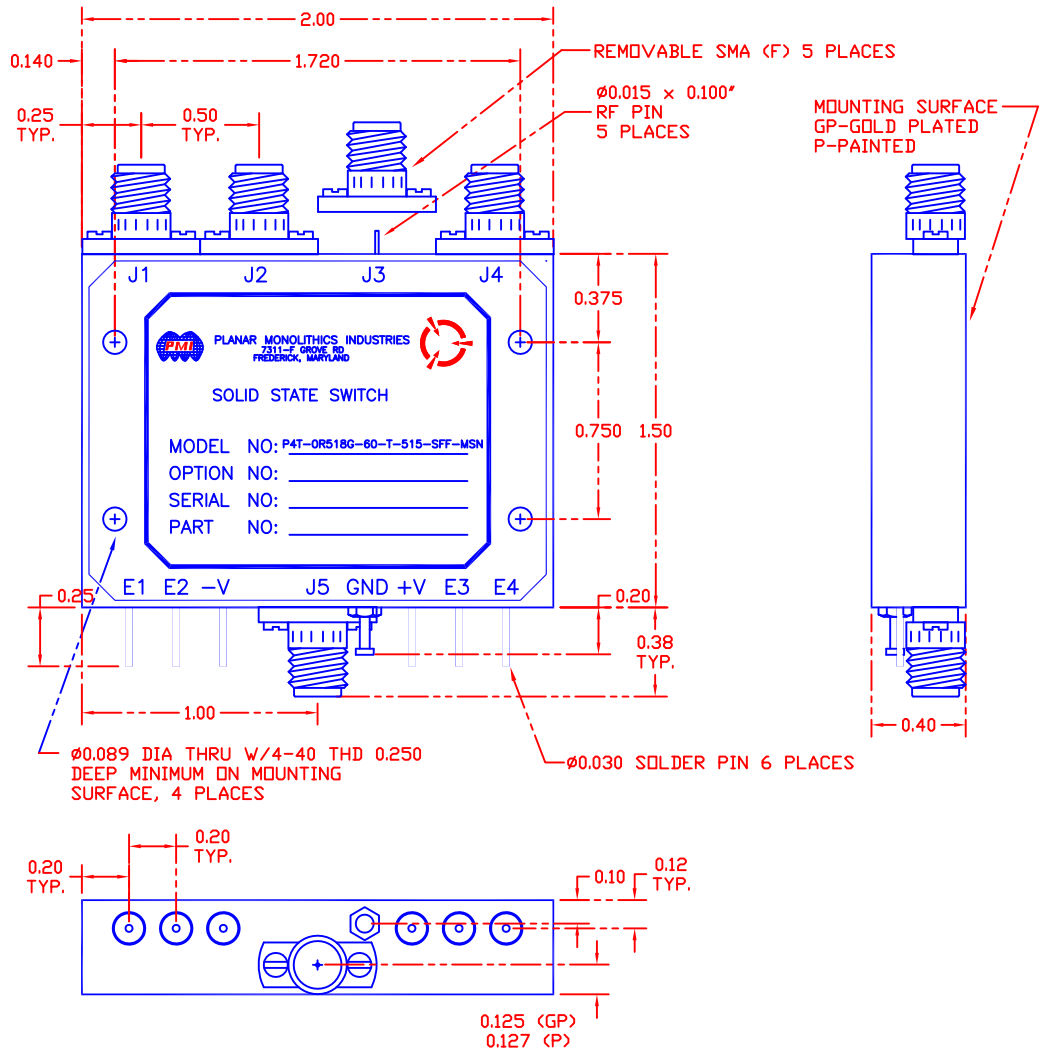 2.00
0.140
1.720
REMOVABLE SMA (F) 5 PLACES
0.25
TYP.
0.50
TYP.
Ø0.015 x 0.100"
RF PIN
5 PLACES
MOUNTING SURFACE
GP-GOLD PLATED
P-PAINTED
J1 J2 J3 J4
0.375
PMI
PLANAR MONOLITHICS INDUSTRIES
7311-F GROVE RD
FREDERICK, MARYLAND
SOLID STATE SWITCH
0.750 1.50
MODEL NO: P4T-0R518G-60-T-515-SFF-MSN
OPTION NO:
SERIAL NO:
PART NO:
E1 E2 -V J5 GND +V E3 E4
0.25
0.20
0.38
TYP.
1.00
0.40
Ø0.089 DIA THRU W/4-40 THD 0.250
DEEP MINIMUM ON MOUNTING
SURFACE, 4 PLACES
Ø0.030 SOLDER PIN 6 PLACES
0.20
TYP.
0.20
TYP.
0.10
0.12
TYP.
0.125 (GP)
0.127 (P)